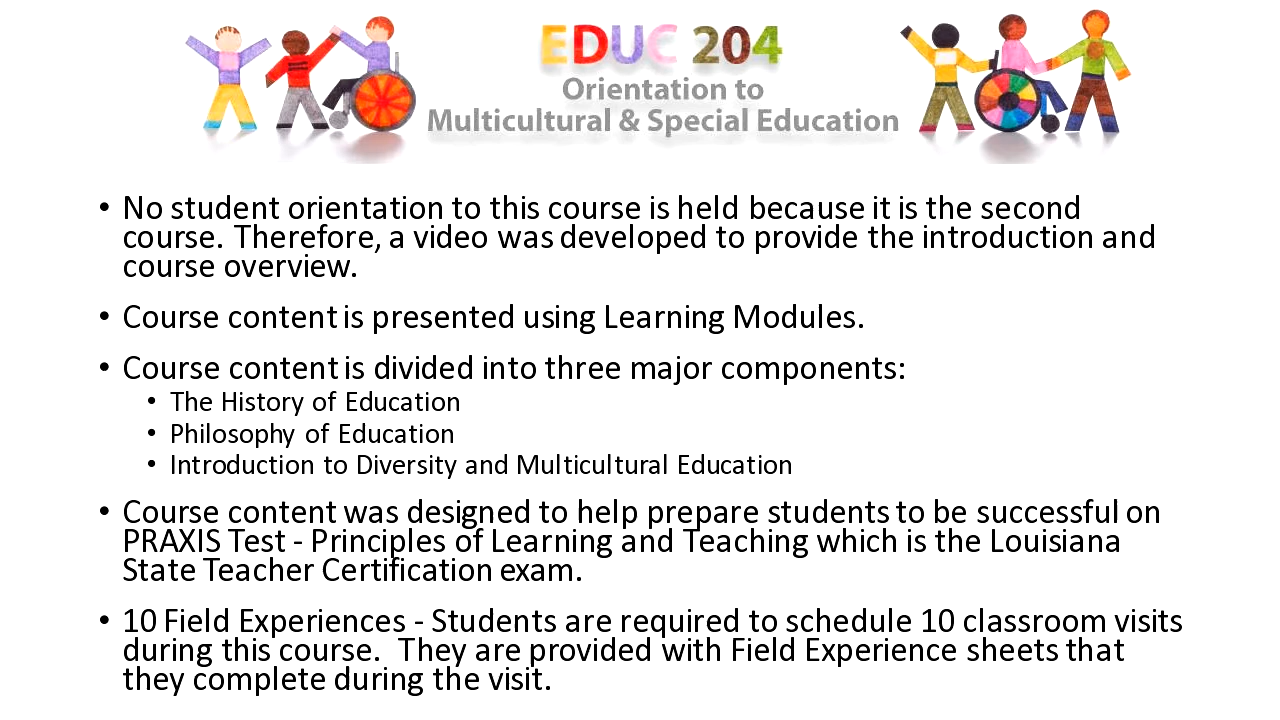 EDUC 204
Orientation to
Multicultural & Special Education
• No student orientation to this course is held because it is the second
course. Therefore, a video was developed to provide the introduction and
course overview.
• Course content is presented using Learning Modules.
• Course content is divided into three major components:
• The History of Education
• Philosophy of Education
• Introduction to Diversity and Multicultural Education
• Course content was designed to help prepare students to be successful on
PRAXIS Test - Principles of Learning and Teaching which is the Louisiana
State Teacher Certification exam.
• 10 Field Experiences - Students are required to schedule 10 classroom visits
during this course. They are provided with Field Experience sheets that
they complete during the visit.